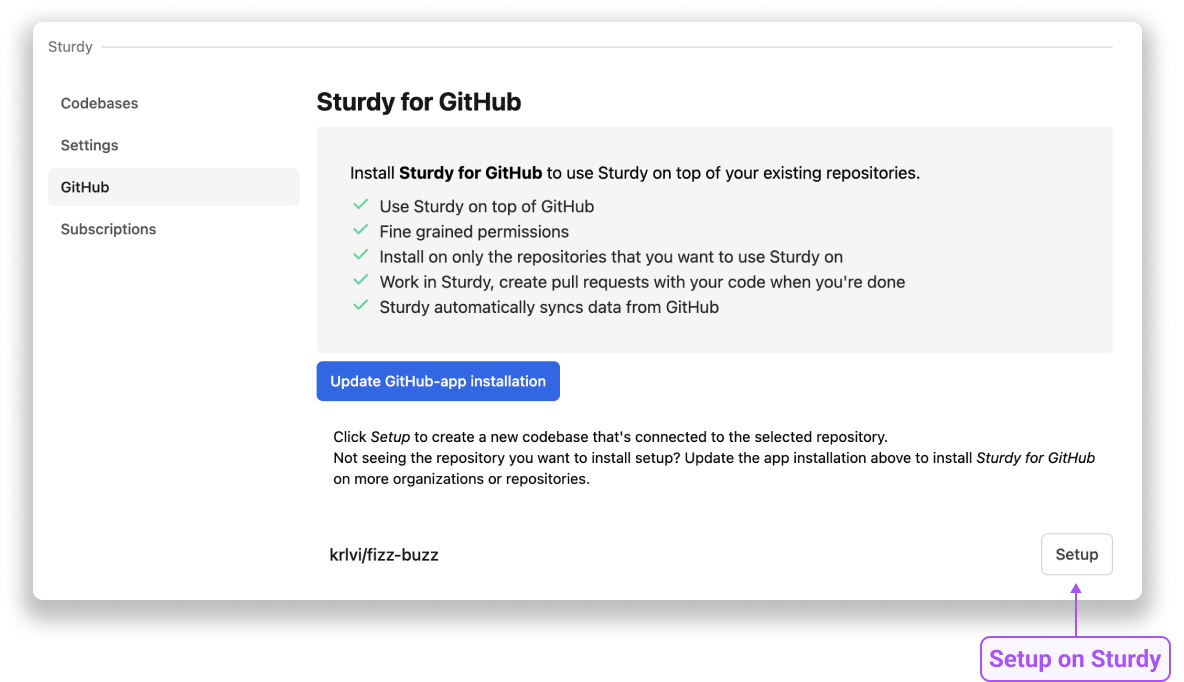 Sturdy
Codebases
Settings
GitHub
Subscriptions
Sturdy for GitHub
Install Sturdy for GitHub to use Sturdy on top of your existing repositories.
Use Sturdy on top of GitHub
Fine grained permissions
Install on only the repositories that you want to use Sturdy on
Work in Sturdy, create pull requests with your code when you're done
Sturdy automatically syncs data from GitHub
Update GitHub-app installation
Click Setup to create a new codebase that's connected to the selected repository.
Not seeing the repository you want to install setup? Update the app installation above to install Sturdy for GitHub
on more organizations or repositories.
krlvi/fizz-buzz
Setup
Setup on Sturdy